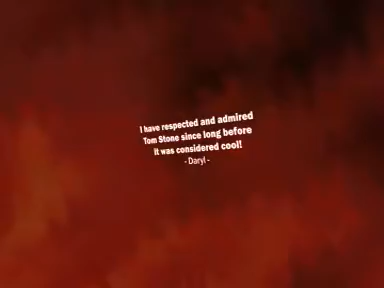 I have respected and admired
Tom Stone since long before
it was considered cool!
- Daryl -